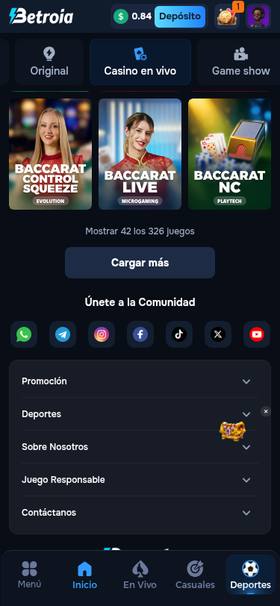 Betroia
$ 0.84 Depósito
1
Original
Casino en vivo
Game show
BACCARAT CONTROL SQUEEZE
EVOLUTION
BACCARAT LIVE
MICROGAMING
BACCARAT NC
PLAYTECH
Mostrar 42 los 326 juegos
Cargar más
Únete a la Comunidad
Promoción
Deportes
Sobre Nosotros
Juego Responsable
Contáctanos
Menú
Inicio
En Vivo
Casuales
Deportes